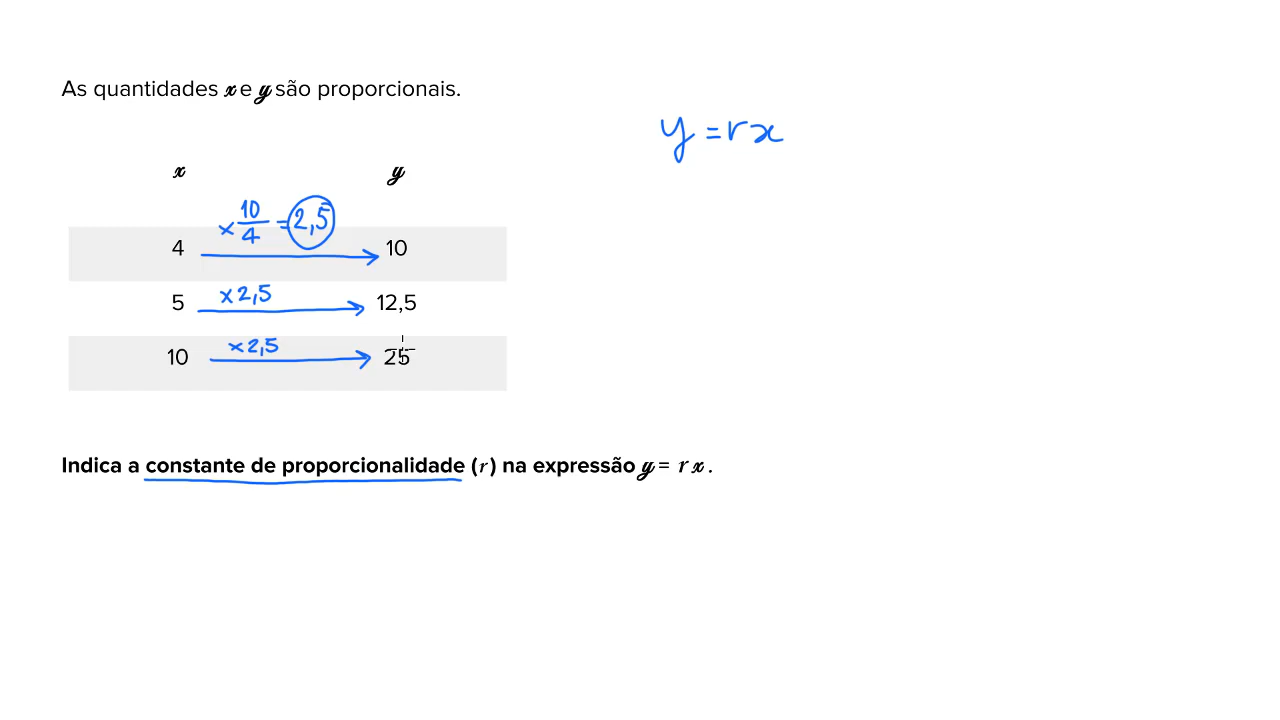 As quantidades x e y são proporcionais.
y = rx
x y
× 10/4 = 2,5
4 10
× 2,5
5 12,5
× 2,5
10 25
Indica a constante de proporcionalidade (r) na expressão y = r x .